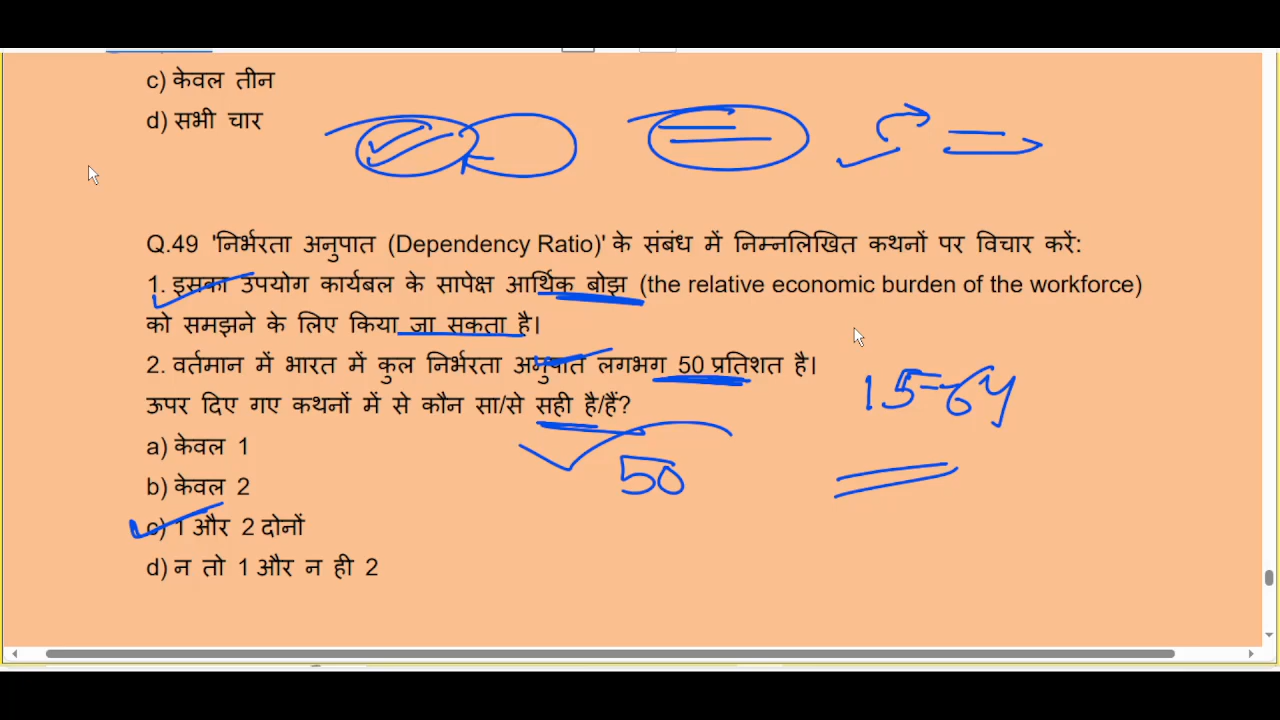 c) केवल तीन
d) सभी चार
Q.49 'निर्भरता अनुपात (Dependency Ratio)' के संबंध में निम्नलिखित कथनों पर विचार करें:
1. इसका उपयोग कार्यबल के सापेक्ष आर्थिक बोझ (the relative economic burden of the workforce)
को समझने के लिए किया जा सकता है।
2. वर्तमान में भारत में कुल निर्भरता अनुपात लगभग 50 प्रतिशत है।
15-64
ऊपर दिए गए कथनों में से कौन सा/से सही है/हैं?
a) केवल 1
50
b) केवल 2
c) 1 और 2 दोनों
d) न तो 1 और न ही 2